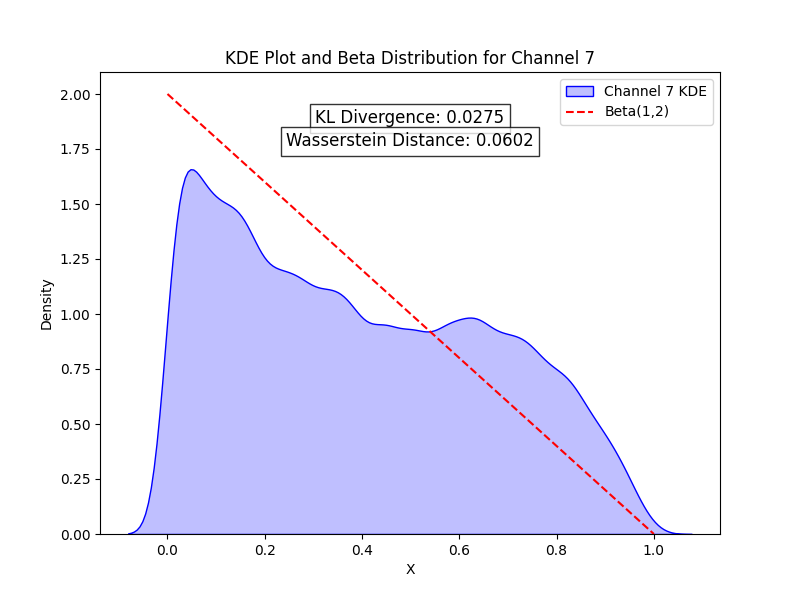 KDE Plot and Beta Distribution for Channel 7
Channel 7 KDE
Beta(1,2)
KL Divergence: 0.0275
Wasserstein Distance: 0.0602
Density
2.00
1.75
1.50
1.25
1.00
0.75
0.50
0.25
0.00
0.0 0.2 0.4 0.6 0.8 1.0
X